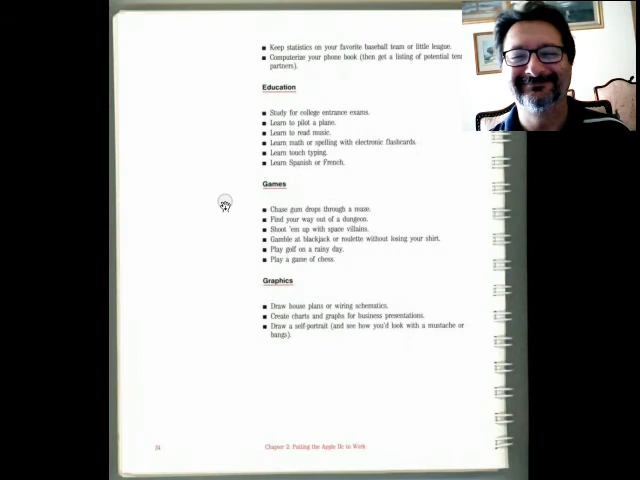 Keep statistics on your favorite baseball team or little league.
Computerize your phone book (then get a listing of potential
partners).
Education
Study for college entrance exams.
Learn to pilot a plane.
Learn to read music.
Learn math or spelling with electronic flashcards.
Learn touch typing.
Learn Spanish or French.
Games
Chase gum drops through a maze.
Find your way out of a dungeon.
Shoot 'em up with space villains.
Gamble at blackjack or roulette without losing your shirt.
Play golf on a rainy day.
Play a game of chess.
Graphics
Draw house plans or wiring schematics.
Create charts and graphs for business presentations.
Draw a self-portrait (and see how you'd look with a mustache or
bangs).
Chapter 2: Putting the Apple IIc to Work